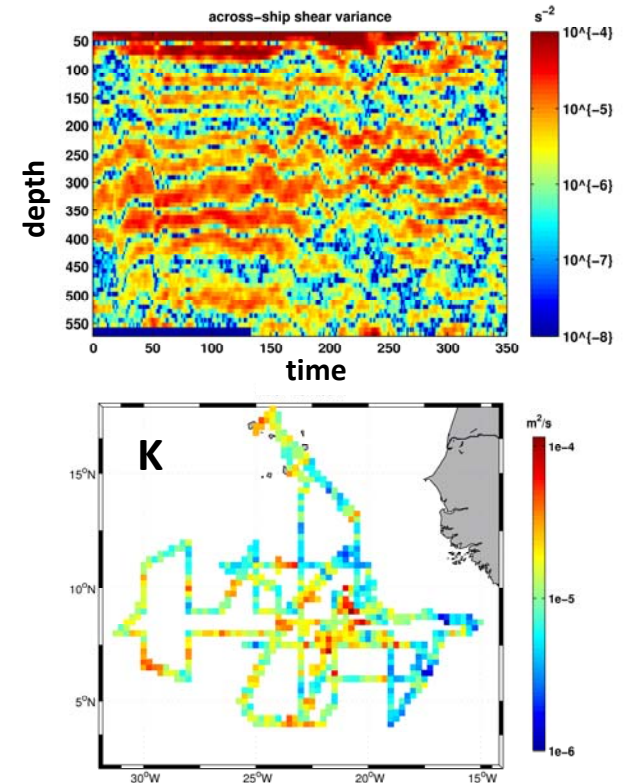 across-ship shear variance
s⁻²
50
100
150
200
250
300
350
400
450
500
550
depth
0 50 100 150 200 250 300 350
time
10^{-4}
10^{-5}
10^{-6}
10^{-7}
10^{-8}
K
15°N
10°N
5°N
30°W 25°W 20°W 15°W
m²/s
1e-4
1e-5
1e-6